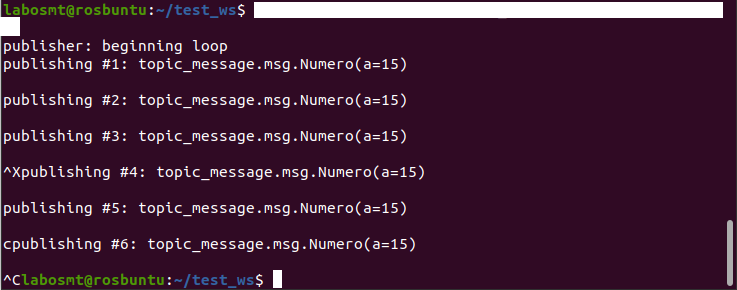 labosmt@rosbuntu:~/test_ws$
publisher: beginning loop
publishing #1: topic_message.msg.Numero(a=15)
publishing #2: topic_message.msg.Numero(a=15)
publishing #3: topic_message.msg.Numero(a=15)
^Xpublishing #4: topic_message.msg.Numero(a=15)
publishing #5: topic_message.msg.Numero(a=15)
cpublishing #6: topic_message.msg.Numero(a=15)
^Clabosmt@rosbuntu:~/test_ws$